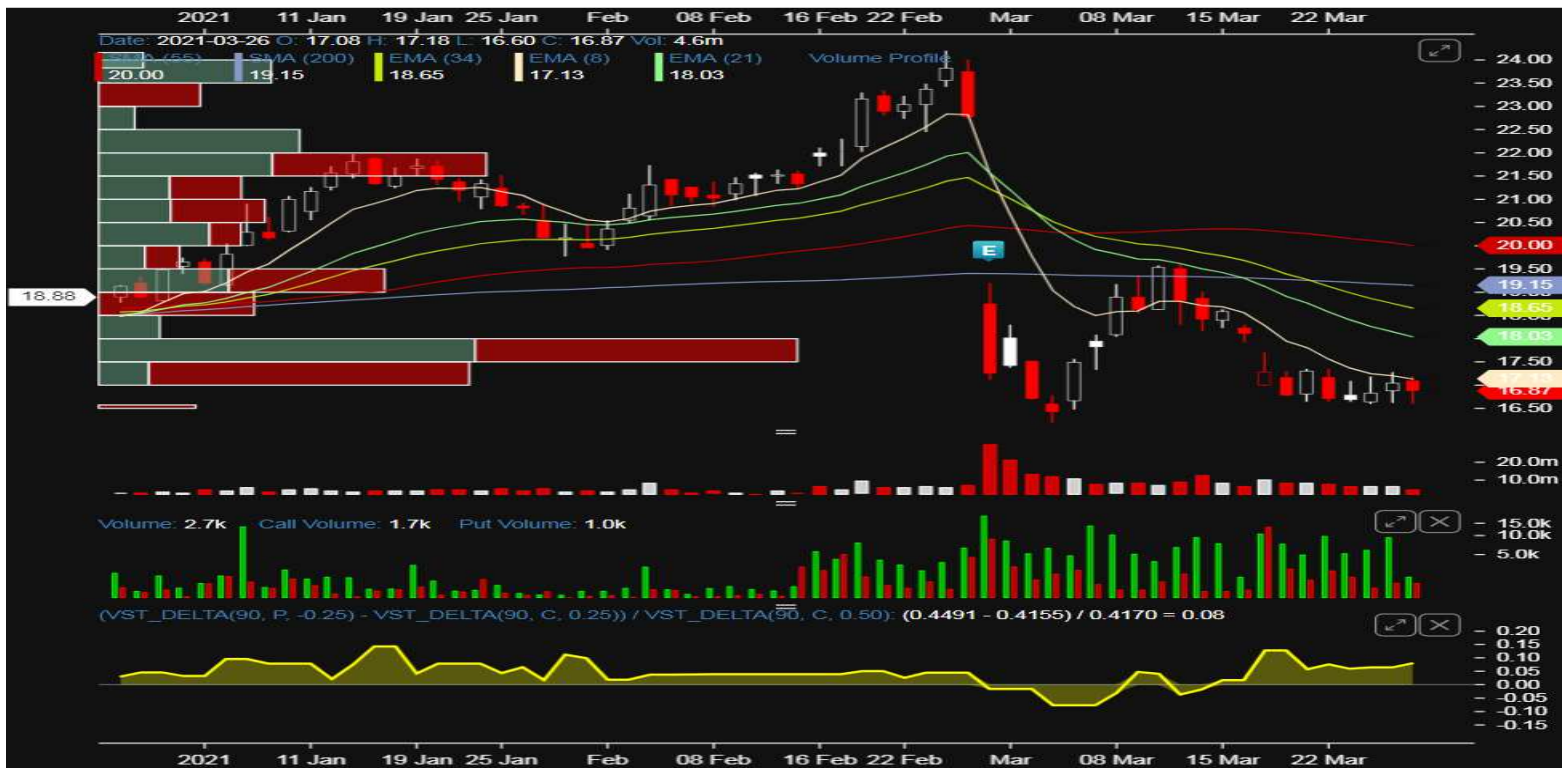 2021 11 Jan 19 Jan 25 Jan Feb 08 Feb 16 Feb 22 Feb Mar 08 Mar 15 Mar 22 Mar
Date: 2021-03-26 O: 17.08 H: 17.18 L: 16.60 C: 16.87 Vol: 4.6m
SMA (55) SMA (200) EMA (34) EMA (8) EMA (21) Volume Profile
20.00 19.15 18.65 17.13 18.03
24.00
23.50
23.00
22.50
22.00
21.50
21.00
20.50
E
20.00
19.50
19.15
18.88
18.65
18.03
17.50
17.13
16.87
16.50
20.0m
10.0m
Volume: 2.7k Call Volume: 1.7k Put Volume: 1.0k
15.0k
10.0k
5.0k
(VST_DELTA(90, P, -0.25) - VST_DELTA(90, C, 0.25)) / VST_DELTA(90, C, 0.50): (0.4491 - 0.4155) / 0.4170 = 0.08
0.20
0.15
0.10
0.05
0.00
-0.05
-0.10
-0.15
2021 11 Jan 19 Jan 25 Jan Feb 08 Feb 16 Feb 22 Feb Mar 08 Mar 15 Mar 22 Mar